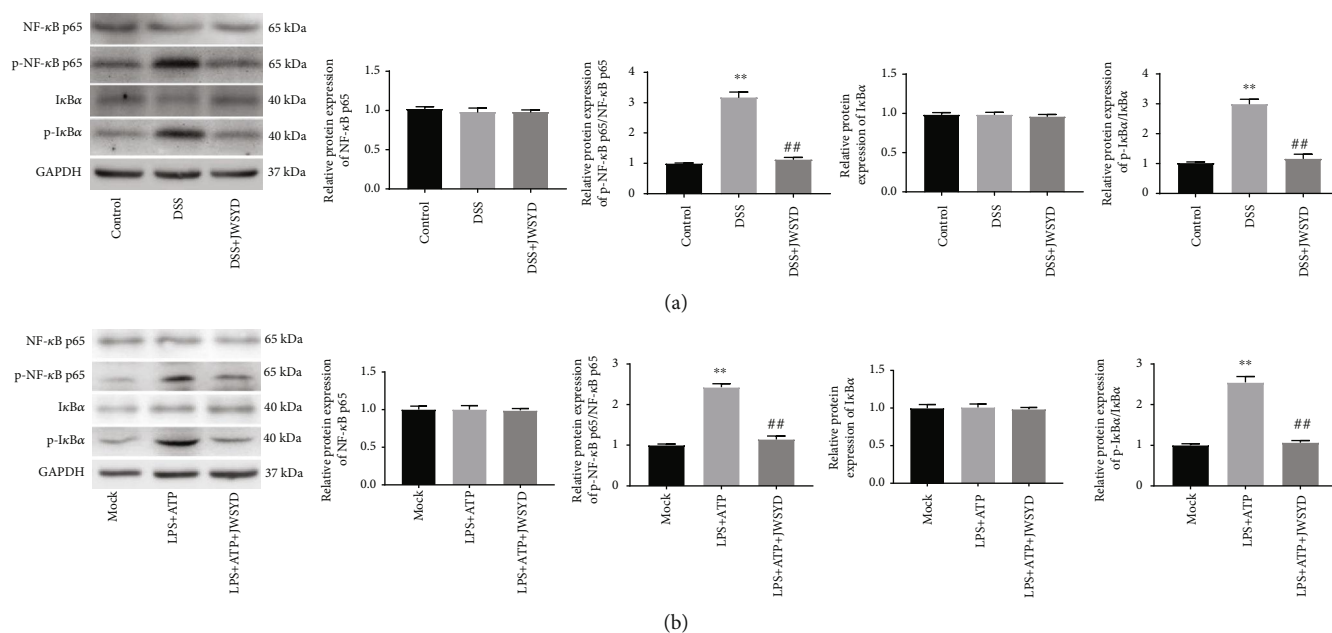 NF-κB p65 65 kDa
p-NF-κB p65 65 kDa
IκBα 40 kDa
p-IκBα 40 kDa
GAPDH 37 kDa
Control
DSS
DSS+JWSYD
Relative protein expression
of NF-κB p65
1.5
1.0
0.5
0.0
Control
DSS
DSS+JWSYD
Relative protein expression
of p-NF-κB p65/NF-κB p65
4
3
2
1
0
**
##
Control
DSS
DSS+JWSYD
Relative protein
expression of IκBα
1.5
1.0
0.5
0.0
Control
DSS
DSS+JWSYD
Relative protein expression
of p-IκBα/IκBα
4
3
2
1
0
**
##
Control
DSS
DSS+JWSYD
(a)
NF-κB p65 65 kDa
p-NF-κB p65 65 kDa
IκBα 40 kDa
p-IκBα 40 kDa
GAPDH 37 kDa
Mock
LPS+ATP
LPS+ATP+JWSYD
Relative protein expression
of NF-κB p65
1.5
1.0
0.5
0.0
Mock
LPS+ATP
LPS+ATP+JWSYD
Relative protein expression
of p-NF-κB p65/NF-κB p65
3
2
1
0
**
##
Mock
LPS+ATP
LPS+ATP+JWSYD
Relative protein
expression of IκBα
1.5
1.0
0.5
0.0
Mock
LPS+ATP
LPS+ATP+JWSYD
Relative protein expression
of p-IκBα/IκBα
3
2
1
0
**
##
Mock
LPS+ATP
LPS+ATP+JWSYD
(b)